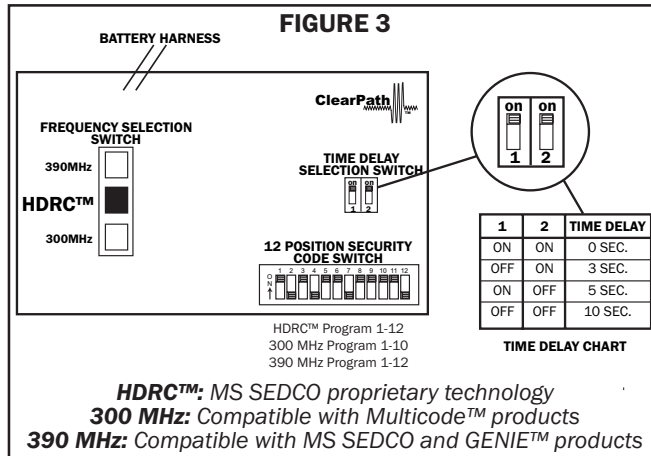 FIGURE 3
BATTERY HARNESS
ClearPath™
FREQUENCY SELECTION
SWITCH
390MHz
HDRC™
300MHz
TIME DELAY
SELECTION SWITCH
on on
1 2
on on
1 2
12 POSITION SECURITY
CODE SWITCH
O
N
↑
1 2 3 4 5 6 7 8 9 10 11 12
HDRC™ Program 1-12
300 MHz Program 1-10
390 MHz Program 1-12
1 2 TIME DELAY
ON ON 0 SEC.
OFF ON 3 SEC.
ON OFF 5 SEC.
OFF OFF 10 SEC.
TIME DELAY CHART
HDRC™: MS SEDCO proprietary technology
300 MHz: Compatible with Multicode™ products
390 MHz: Compatible with MS SEDCO and GENIE™ products